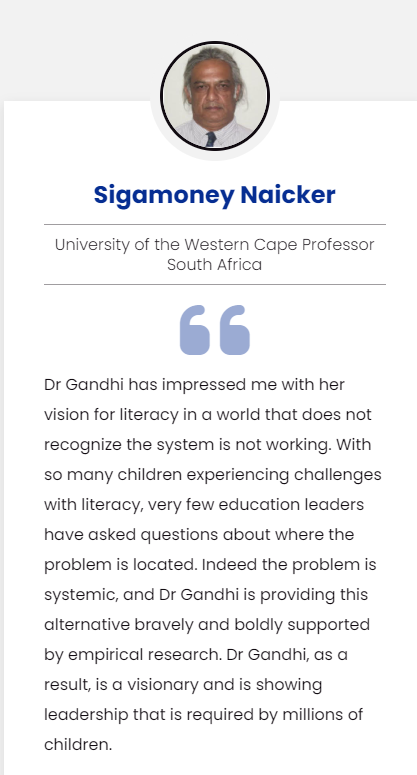 Sigamoney Naicker
University of the Western Cape Professor
South Africa
Dr Gandhi has impressed me with her
vision for literacy in a world that does not
recognize the system is not working. With
so many children experiencing challenges
with literacy, very few education leaders
have asked questions about where the
problem is located. Indeed the problem is
systemic, and Dr Gandhi is providing this
alternative bravely and boldly supported
by empirical research. Dr Gandhi, as a
result, is a visionary and is showing
leadership that is required by millions of
children.